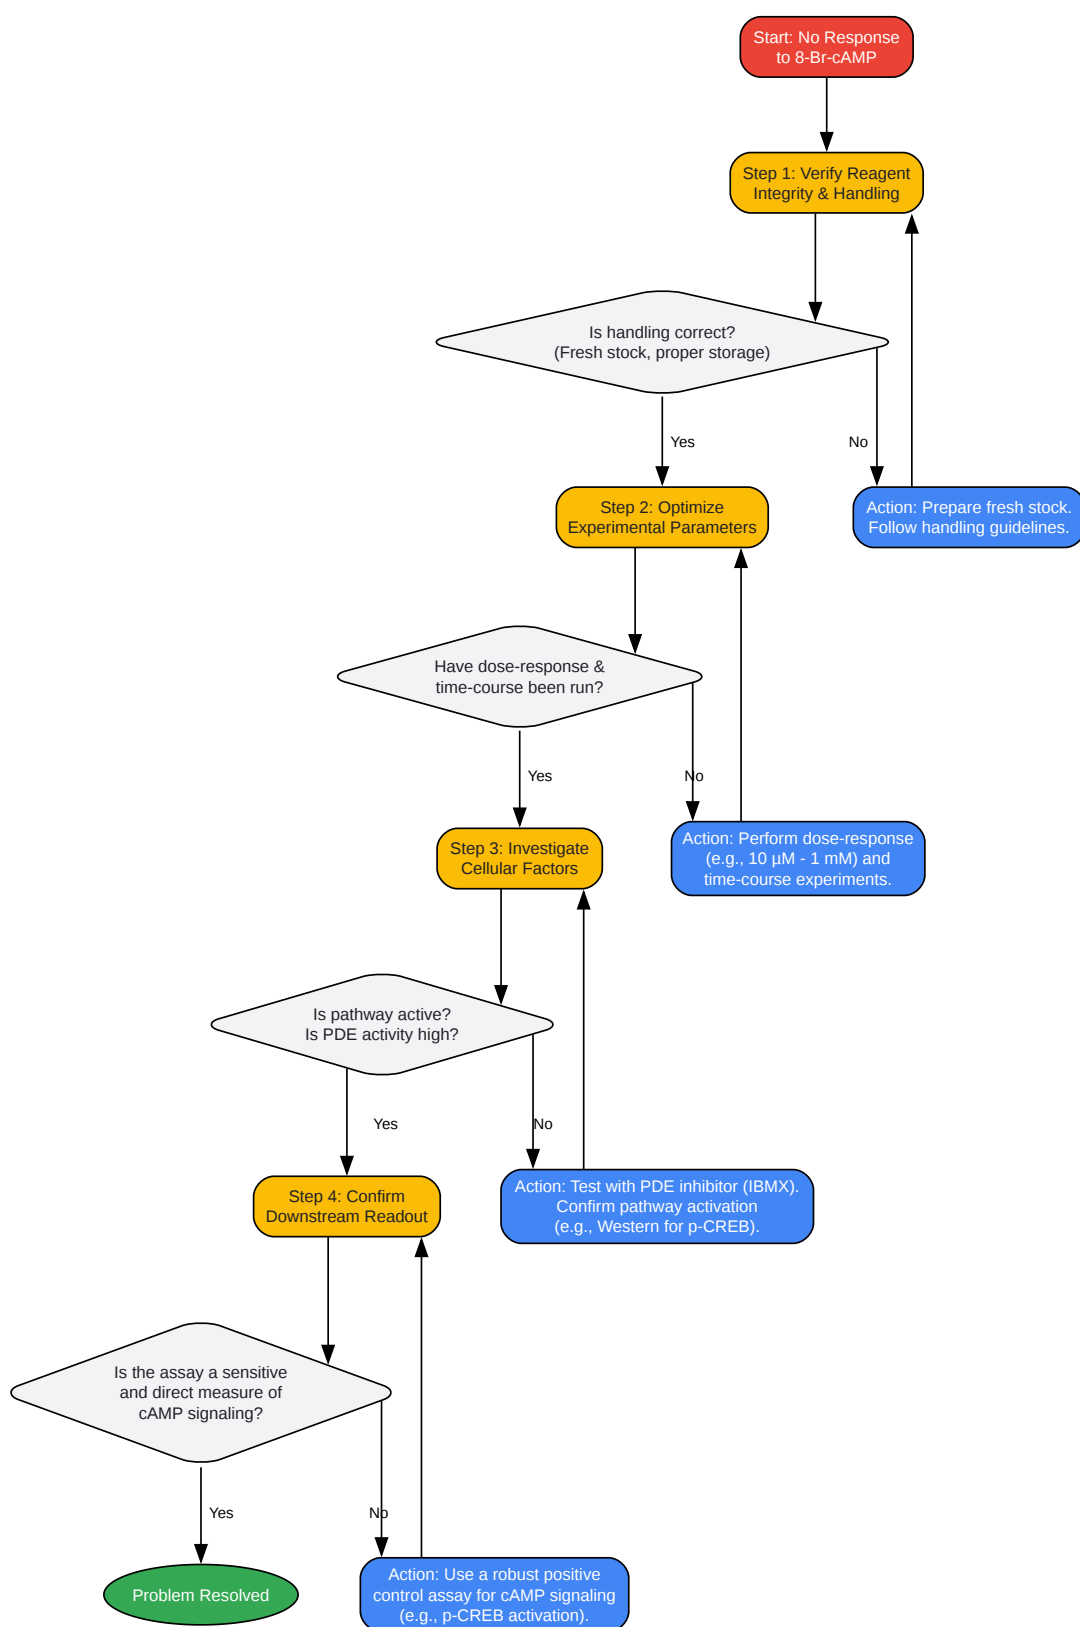 Start: No Response
to 8-Br-cAMP
Step 1: Verify Reagent
Integrity & Handling
Is handling correct?
(Fresh stock, proper storage)
Yes
No
Step 2: Optimize
Experimental Parameters
Action: Prepare fresh stock.
Follow handling guidelines.
Have dose-response &
time-course been run?
Yes
No
Step 3: Investigate
Cellular Factors
Action: Perform dose-response
(e.g., 10 µM - 1 mM) and
time-course experiments.
Is pathway active?
Is PDE activity high?
Yes
No
Step 4: Confirm
Downstream Readout
Action: Test with PDE inhibitor (IBMX).
Confirm pathway activation
(e.g., Western for p-CREB).
Is the assay a sensitive
and direct measure of
cAMP signaling?
Yes
No
Problem Resolved
Action: Use a robust positive
control assay for cAMP signaling
(e.g., p-CREB activation).